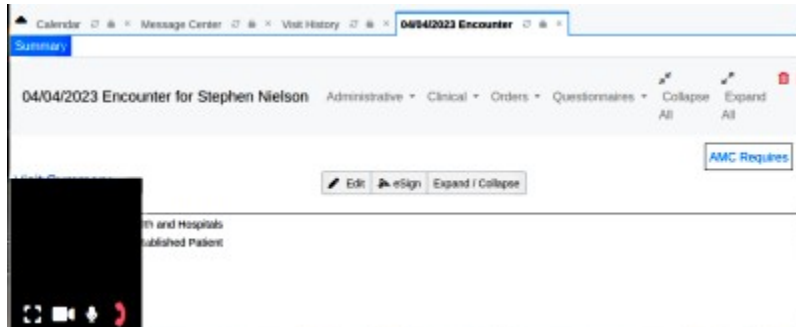 Calendar Message Center Visit History 04/04/2023 Encounter
Summary
04/04/2023 Encounter for Stephen Nielson Administrative Clinical Orders Questionnaires Collapse All Expand All
AMC Requires
Edit eSign Expand / Collapse
th and Hospitals
tablished Patient